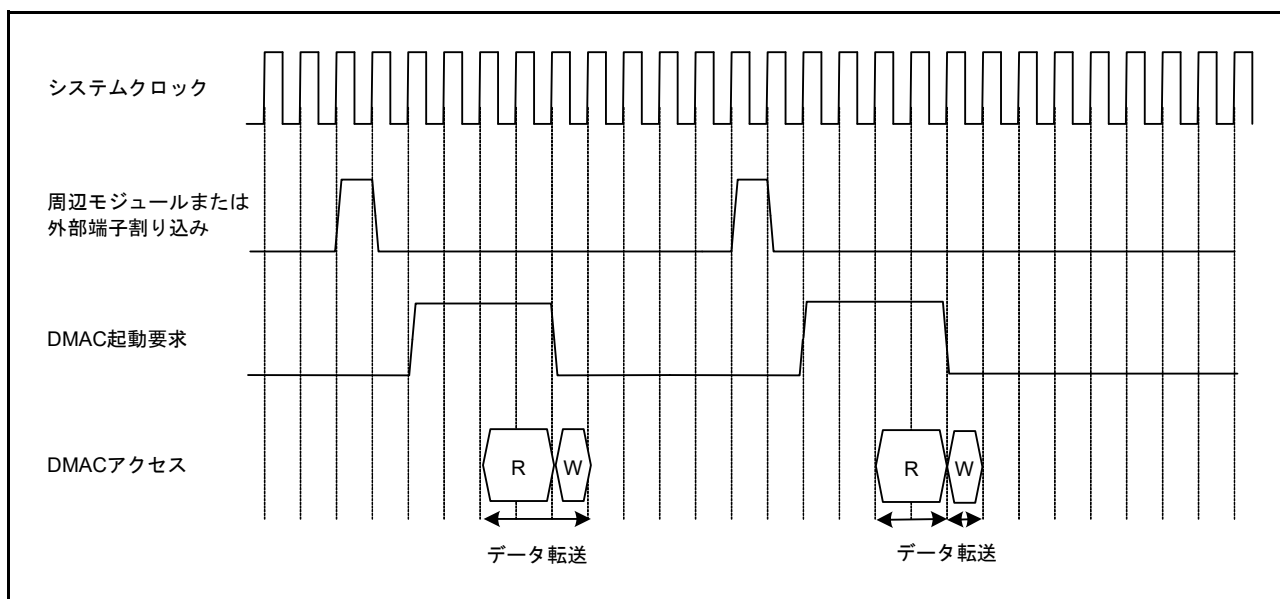 システムクロック
周辺モジュールまたは
外部端子割り込み
DMAC起動要求
DMACアクセス
R
W
R
W
データ転送
データ転送